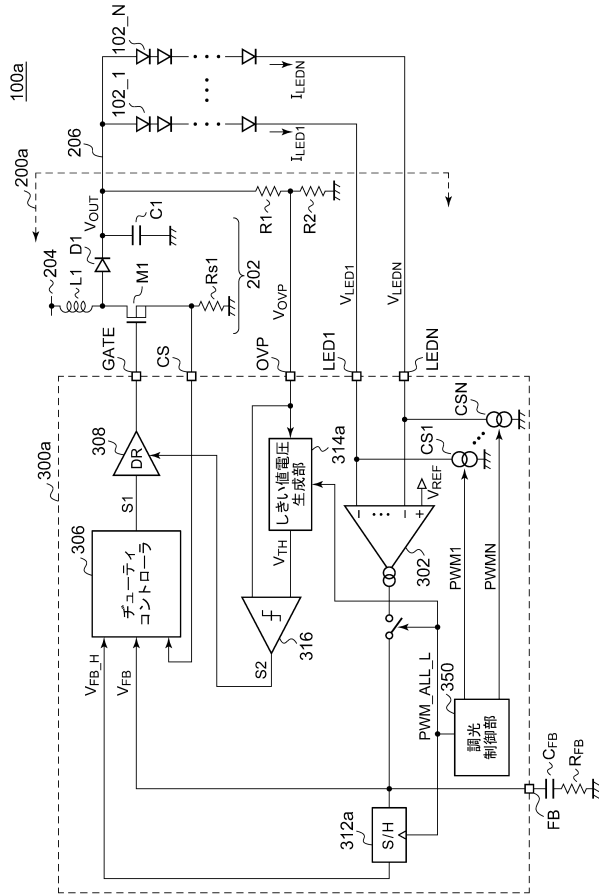 100a
200a
102_N
102_1
206
I_LEDN
I_LED1
204
L1
D1
V_OUT
C1
M1
Rs1
202
R1
R2
V_OVP
V_LED1
V_LEDN
GATE
CS
OVP
LED1
LEDN
300a
308
DR
S1
306
デューティ
コントローラ
V_FB_H
V_FB
314a
しきい値電圧
生成部
V_TH
316
S2
CS1
CSN
V_REF
302
PWM1
PWMN
PWM_ALL_L
350
調光
制御部
312a
S/H
FB
C_FB
R_FB